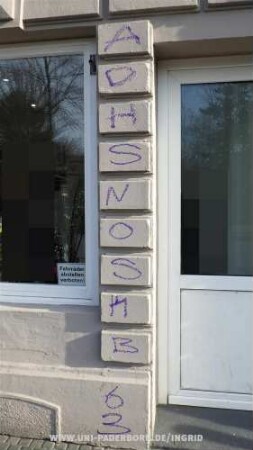 A
D
H
S
N
O
S
H
B
63
Fahrräder
abstellen
verboten
WWW.UNI-PADERBORN.DE/INGRID